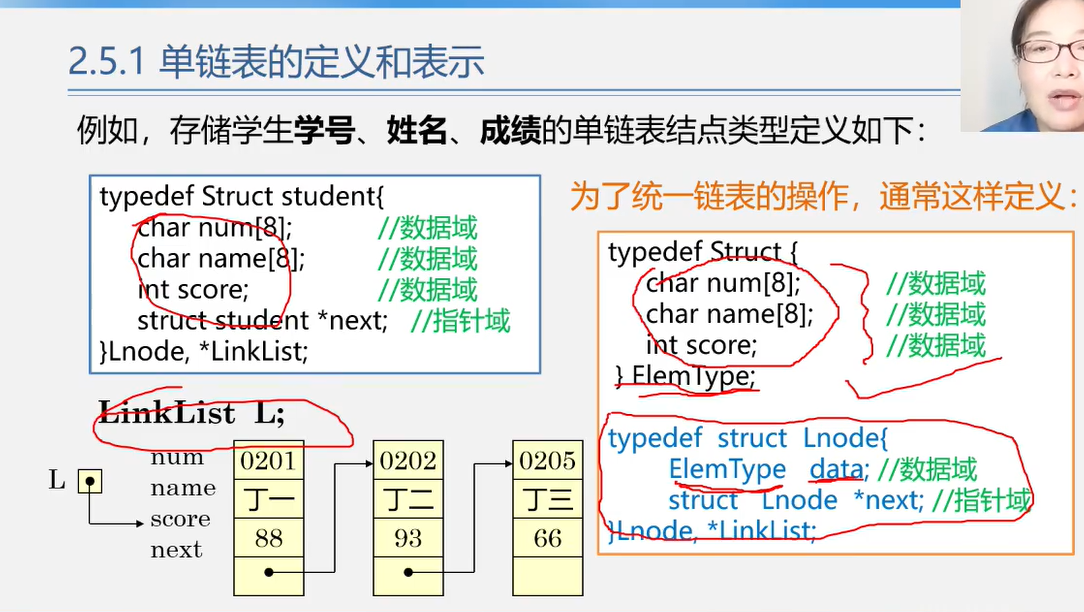 2.5.1 单链表的定义和表示
例如，存储学生学号、姓名、成绩的单链表结点类型定义如下：
typedef Struct student{
char num[8]; //数据域
char name[8]; //数据域
int score; //数据域
struct student *next; //指针域
}Lnode, *LinkList;
为了统一链表的操作，通常这样定义：
typedef Struct {
char num[8]; //数据域
char name[8]; //数据域
int score; //数据域
} ElemType;
typedef struct Lnode{
ElemType data; //数据域
struct Lnode *next; //指针域
}Lnode, *LinkList;
LinkList L;
L
num 0201 0202 0205
name 丁一 丁二 丁三
score 88 93 66
next